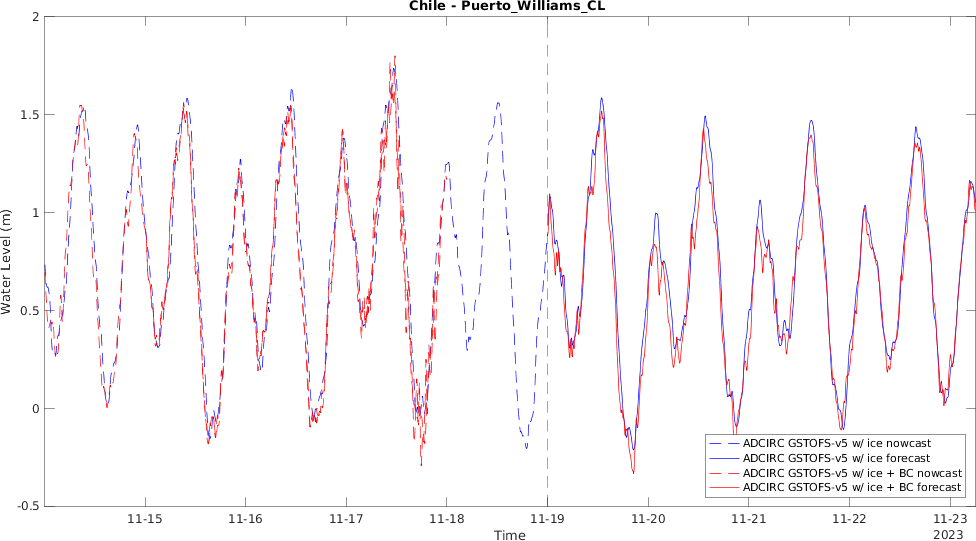 Chile - Puerto_Williams_CL
2
1.5
1
0.5
0
-0.5
Water Level (m)
ADCIRC GSTOFS-v5 w/ ice nowcast
ADCIRC GSTOFS-v5 w/ ice forecast
ADCIRC GSTOFS-v5 w/ ice + BC nowcast
ADCIRC GSTOFS-v5 w/ ice + BC forecast
11-15 11-16 11-17 11-18 11-19 11-20 11-21 11-22 11-23
2023
Time